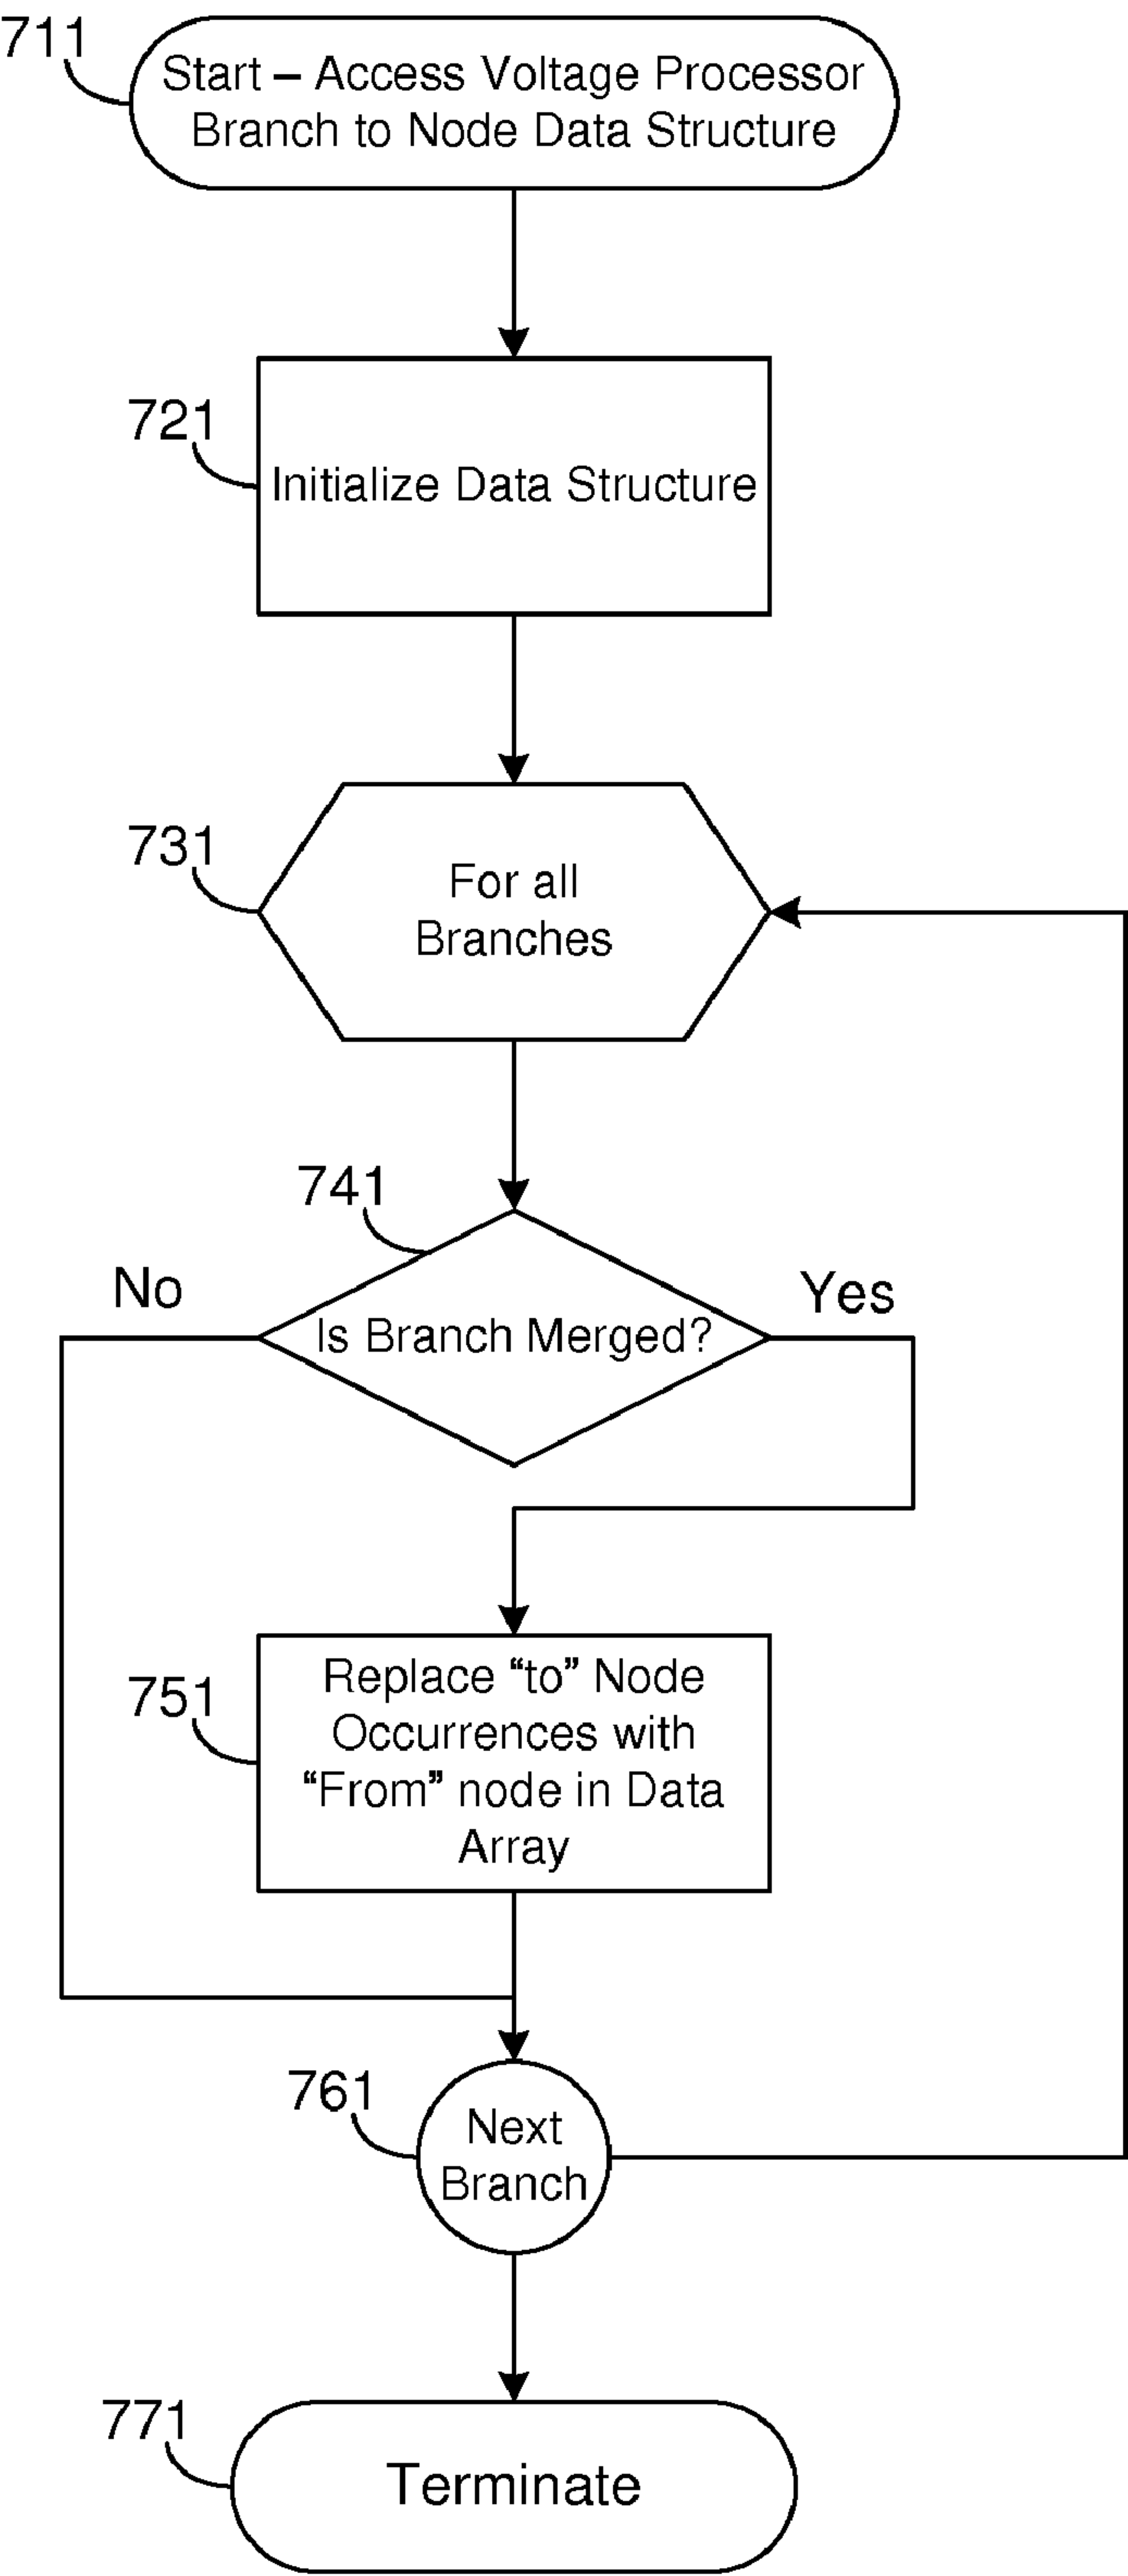 711
Start – Access Voltage Processor
Branch to Node Data Structure
721
Initialize Data Structure
731
For all
Branches
741
No
Yes
Is Branch Merged?
751
Replace “to” Node
Occurrences with
“From” node in Data
Array
761
Next
Branch
771
Terminate